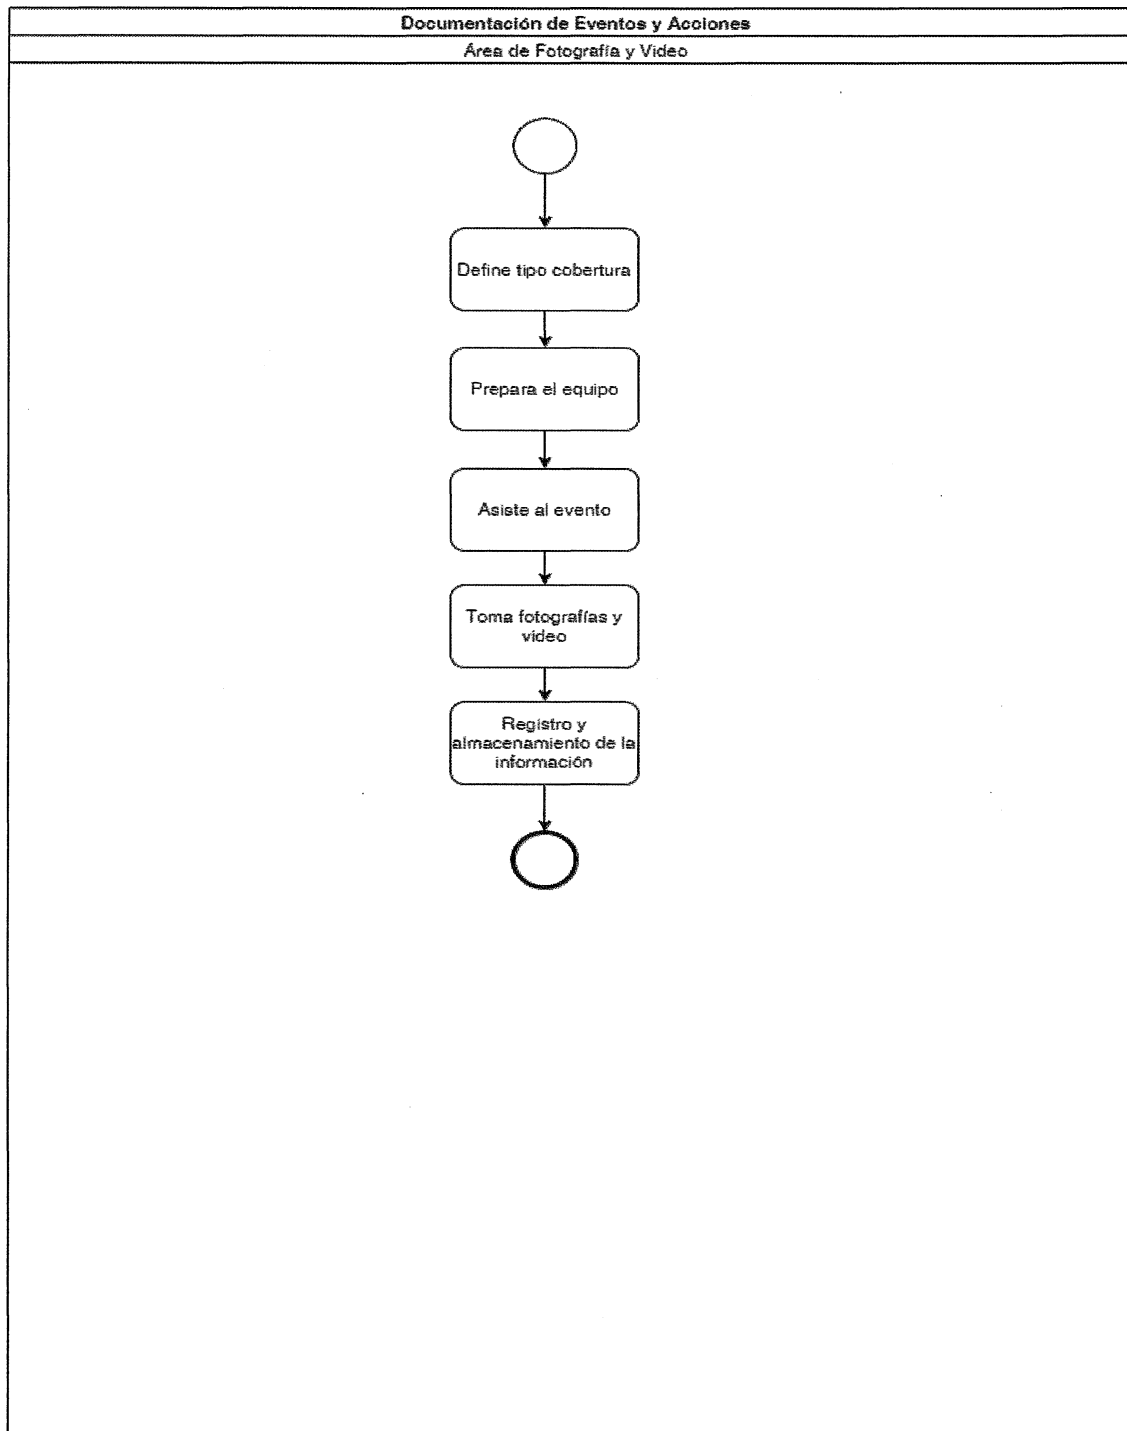 Documentación de Eventos y Acciones
Área de Fotografía y Video
Define tipo cobertura
Prepara el equipo
Asiste al evento
Toma fotografías y
video
Registro y
almacenamiento de la
información